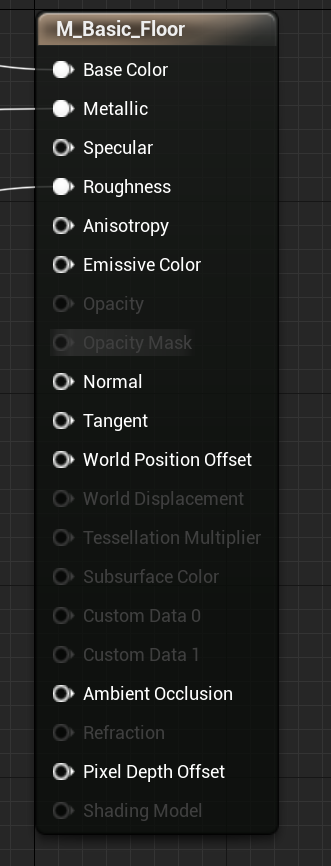 M_Basic_Floor
Base Color
Metallic
Specular
Roughness
Anisotropy
Emissive Color
Opacity
Opacity Mask
Normal
Tangent
World Position Offset
World Displacement
Tessellation Multiplier
Subsurface Color
Custom Data 0
Custom Data 1
Ambient Occlusion
Refraction
Pixel Depth Offset
Shading Model